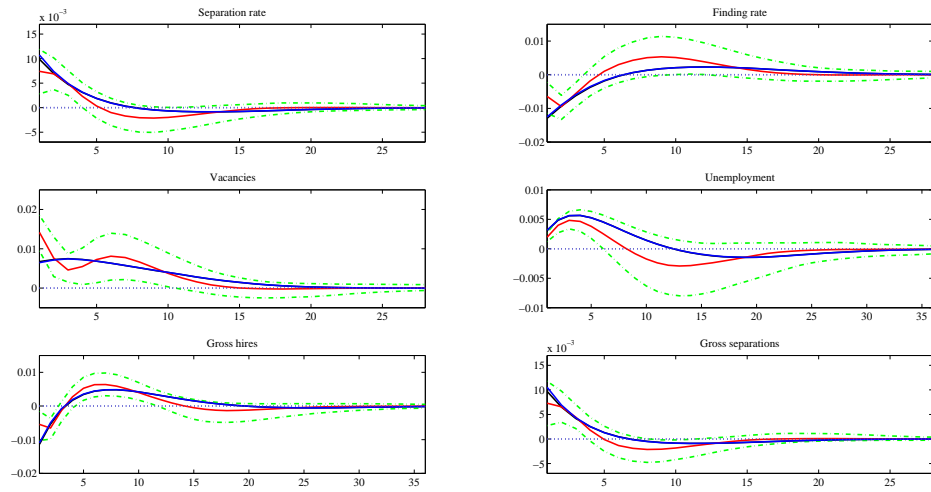 Separation rate
x 10⁻³
15
10
5
0
−5
5 10 15 20 25
Finding rate
0.01
0
−0.01
−0.02
5 10 15 20 25
Vacancies
0.02
0.01
0
5 10 15 20 25
Unemployment
0.01
0.005
0
−0.005
−0.01
5 10 15 20 25 30 35
Gross hires
0.01
0
−0.01
−0.02
5 10 15 20 25 30 35
Gross separations
x 10⁻³
15
10
5
0
−5
5 10 15 20 25